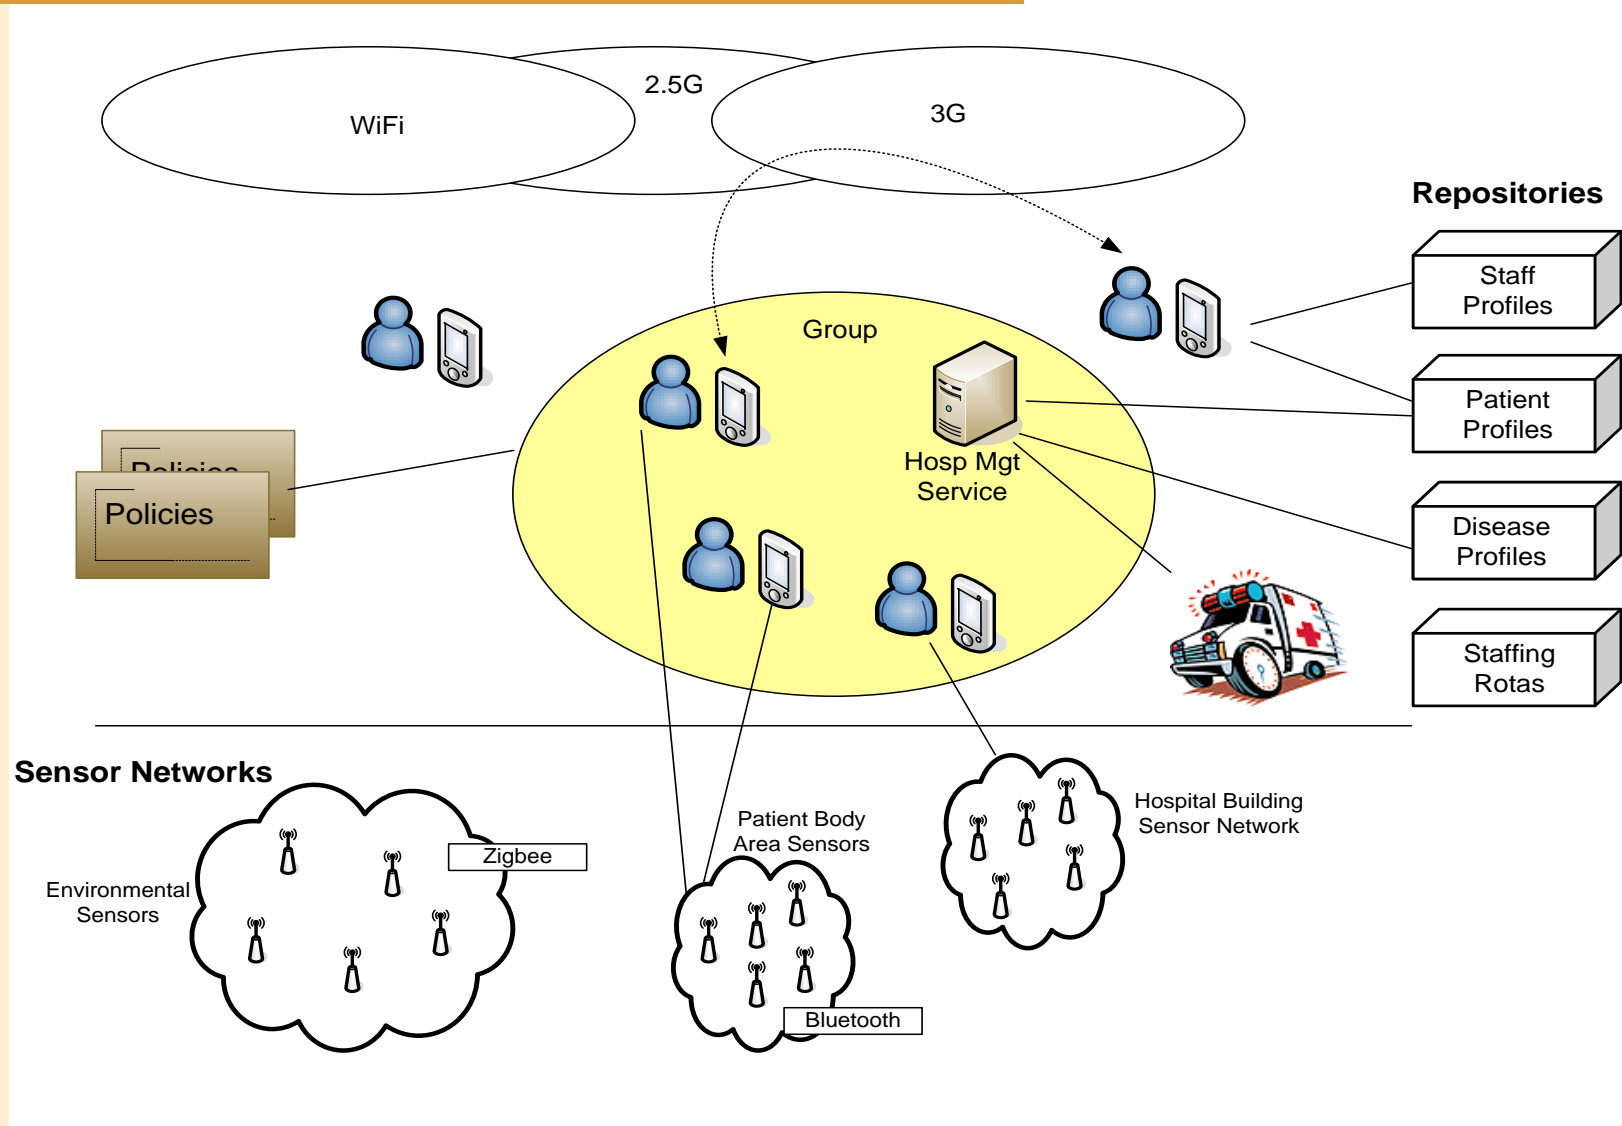 2.5G
WiFi
3G
Repositories
Staff
Profiles
Group
Patient
Profiles
Hosp Mgt
Service
Policies
Policies
Disease
Profiles
Staffing
Rotas
Sensor Networks
Hospital Building
Sensor Network
Patient Body
Area Sensors
Zigbee
Environmental
Sensors
Bluetooth